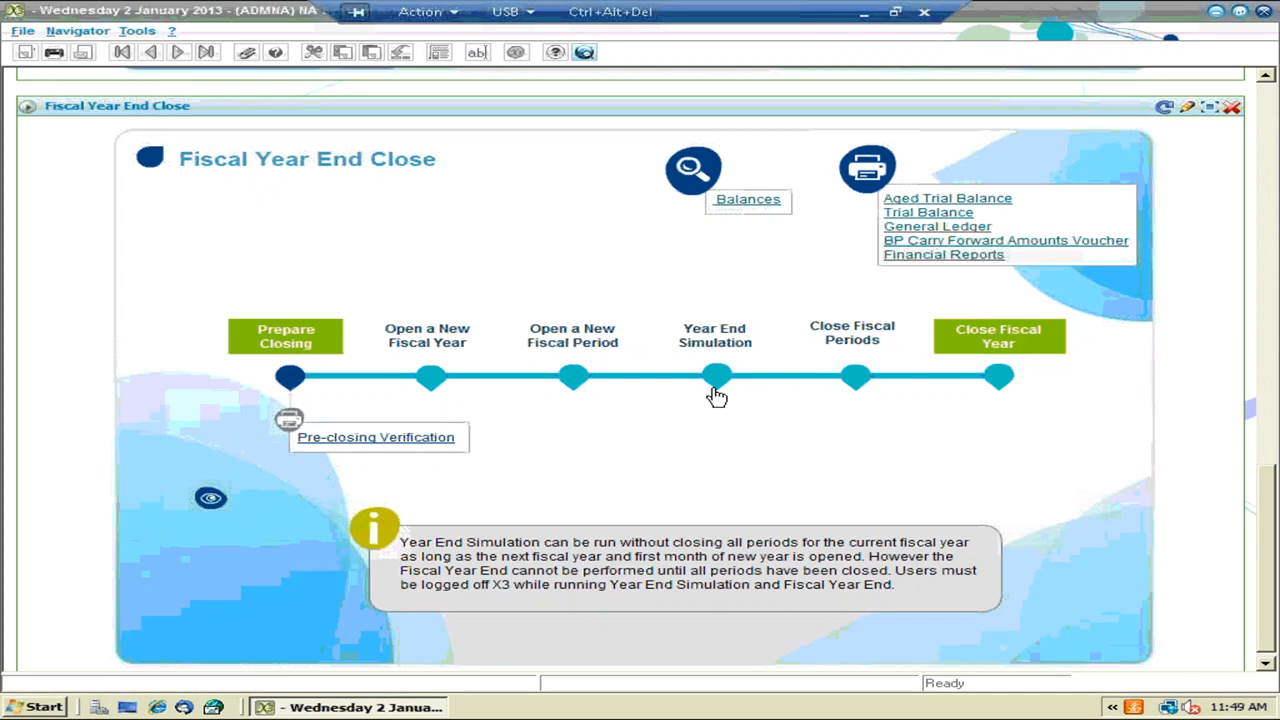 - Wednesday 2 January 2013 - (ADMNA) NA
Action
USB
Ctrl+Alt+Del
File Navigator Tools ?
ab
Fiscal Year End Close
Fiscal Year End Close
Balances
Aged Trial Balance
Trial Balance
General Ledger
BP Carry Forward Amounts Voucher
Financial Reports
Prepare
Closing
Open a New
Fiscal Year
Open a New
Fiscal Period
Year End
Simulation
Close Fiscal
Periods
Close Fiscal
Year
Pre-closing Verification
i
Year End Simulation can be run without closing all periods for the current fiscal year
as long as the next fiscal year and first month of new year is opened. However the
Fiscal Year End cannot be performed until all periods have been closed. Users must
be logged off X3 while running Year End Simulation and Fiscal Year End.
Ready
Start
- Wednesday 2 Janua...
11:49 AM